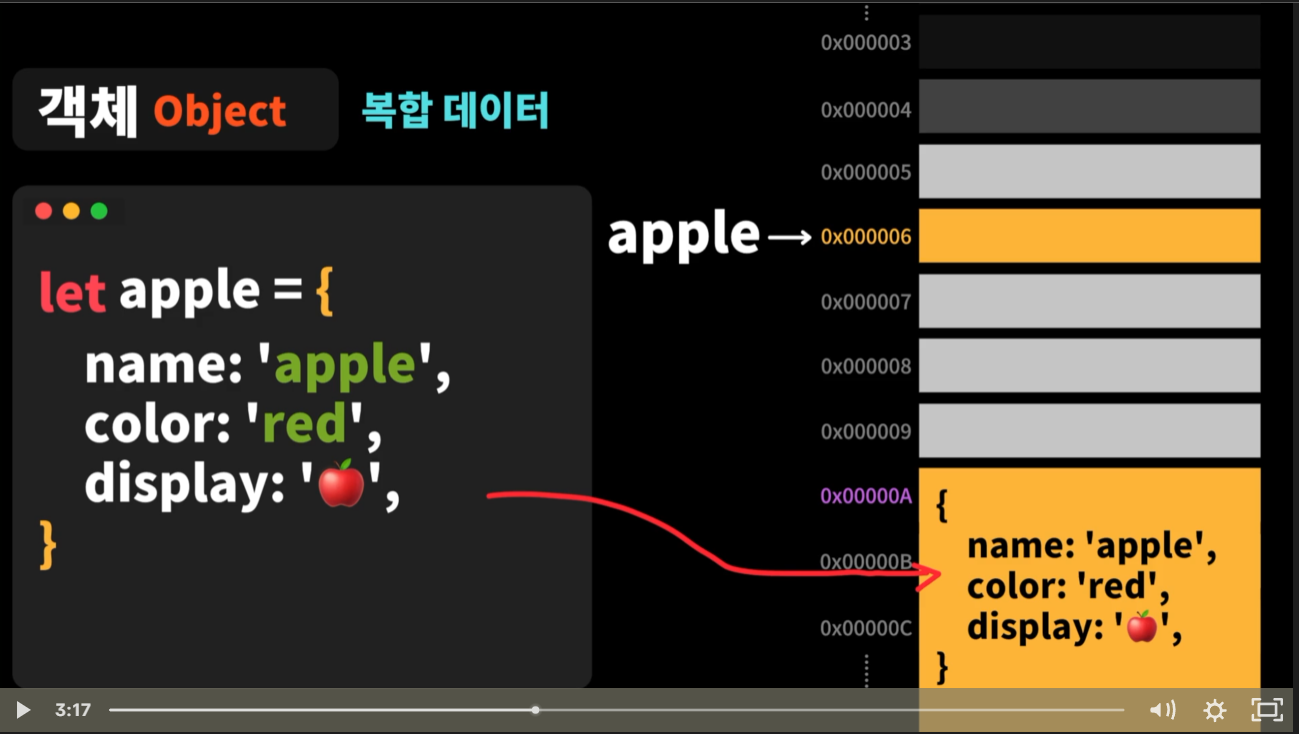 객체 Object 복합 데이터
let apple = {
name: 'apple',
color: 'red',
display: '🍎',
}
apple →
0x000003
0x000004
0x000005
0x000006
0x000007
0x000008
0x000009
0x00000A
0x00000B
0x00000C
{
name: 'apple',
color: 'red',
display: '🍎',
}
3:17